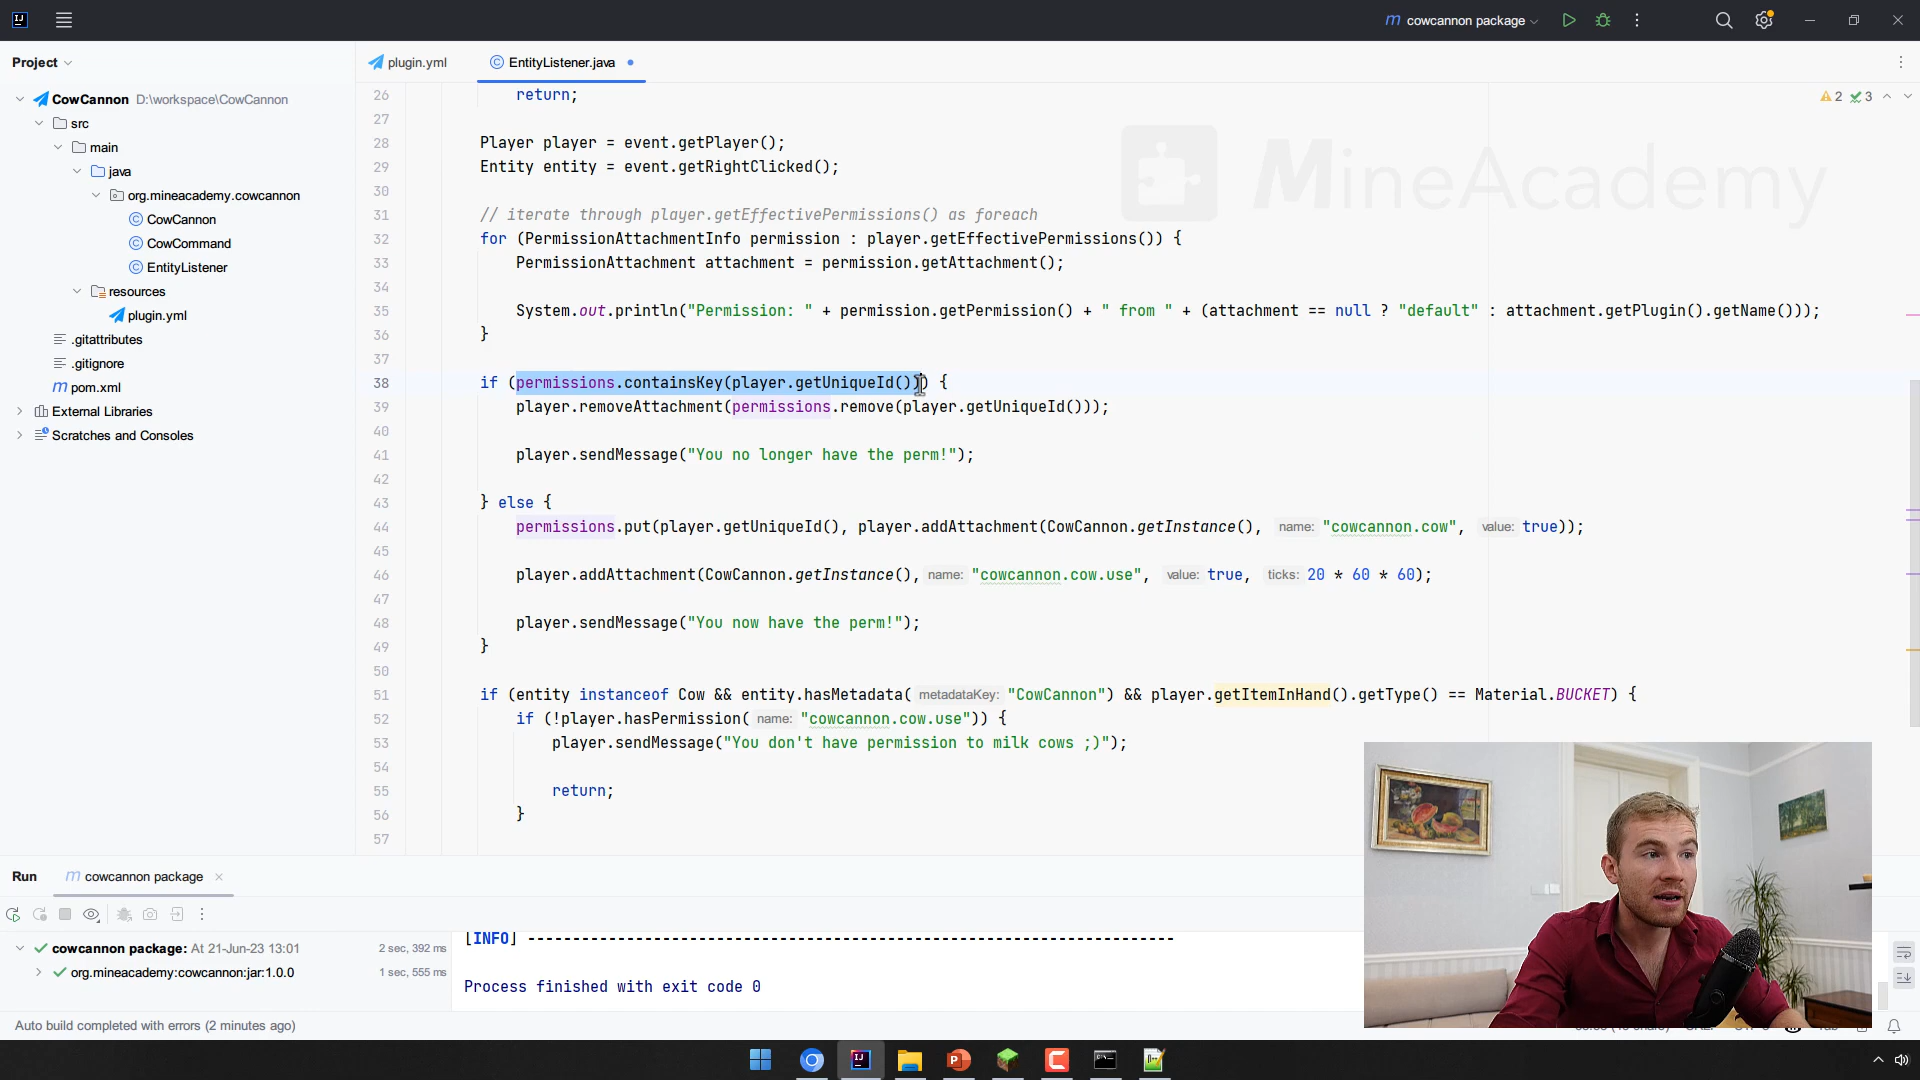 cowcannon package
Project
plugin.yml
EntityListener.java
CowCannon D:\workspace\CowCannon
src
main
java
org.mineacademy.cowcannon
CowCannon
CowCommand
EntityListener
resources
plugin.yml
.gitattributes
.gitignore
pom.xml
External Libraries
Scratches and Consoles
2 3
MineAcademy
26 return;
27
28 Player player = event.getPlayer();
29 Entity entity = event.getRightClicked();
30
31 // iterate through player.getEffectivePermissions() as foreach
32 for (PermissionAttachmentInfo permission : player.getEffectivePermissions()) {
33 PermissionAttachment attachment = permission.getAttachment();
34
35 System.out.println("Permission: " + permission.getPermission() + " from " + (attachment == null ? "default" : attachment.getPlugin().getName()));
36 }
37
38 if (permissions.containsKey(player.getUniqueId())) {
39 player.removeAttachment(permissions.remove(player.getUniqueId()));
40
41 player.sendMessage("You no longer have the perm!");
42
43 } else {
44 permissions.put(player.getUniqueId(), player.addAttachment(CowCannon.getInstance(), name: "cowcannon.cow", value: true));
45
46 player.addAttachment(CowCannon.getInstance(), name: "cowcannon.cow.use", value: true, ticks: 20 * 60 * 60);
47
48 player.sendMessage("You now have the perm!");
49 }
50
51 if (entity instanceof Cow && entity.hasMetadata( metadataKey: "CowCannon") && player.getItemInHand().getType() == Material.BUCKET) {
52 if (!player.hasPermission( name: "cowcannon.cow.use")) {
53 player.sendMessage("You don't have permission to milk cows ;)");
54
55 return;
56 }
57
Run cowcannon package
cowcannon package: At 21-Jun-23 13:01 2 sec, 392 ms
org.mineacademy:cowcannon:jar:1.0.0 1 sec, 555 ms
[INFO] ------------------------------------------------------------------------
Process finished with exit code 0
Auto build completed with errors (2 minutes ago)